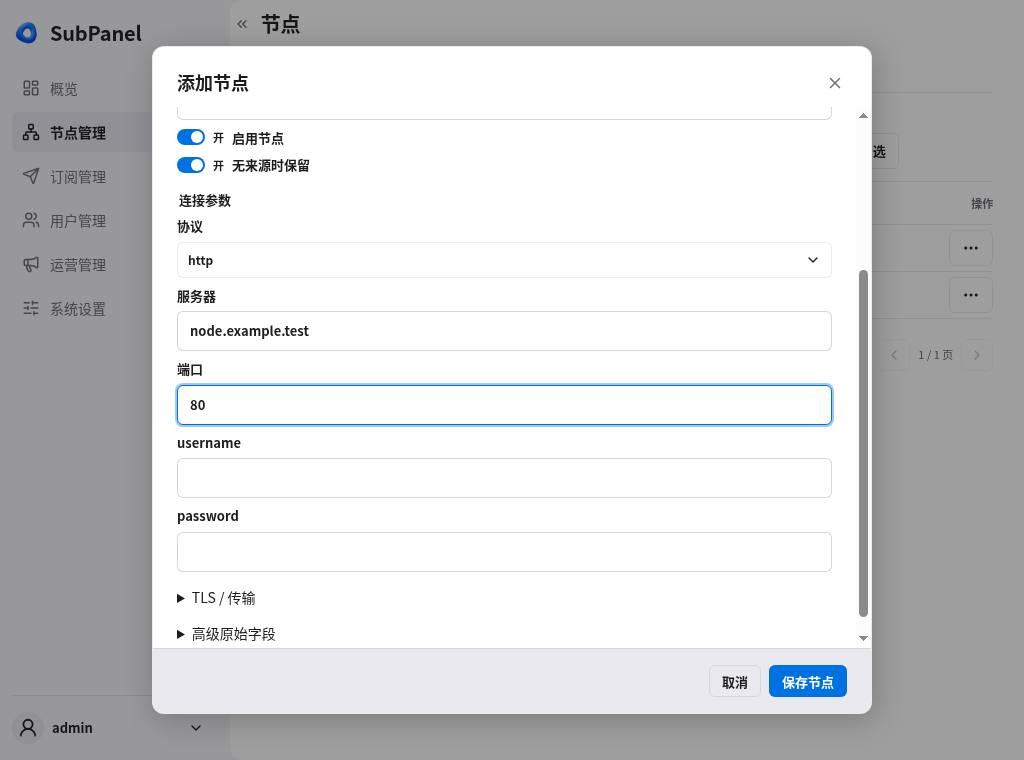 SubPanel
节点
概览
节点管理
订阅管理
用户管理
运营管理
系统设置
admin
选
操作
1 / 1 页
添加节点
开 启用节点
开 无来源时保留
连接参数
协议
http
服务器
node.example.test
端口
80
username
password
TLS / 传输
高级原始字段
取消
保存节点